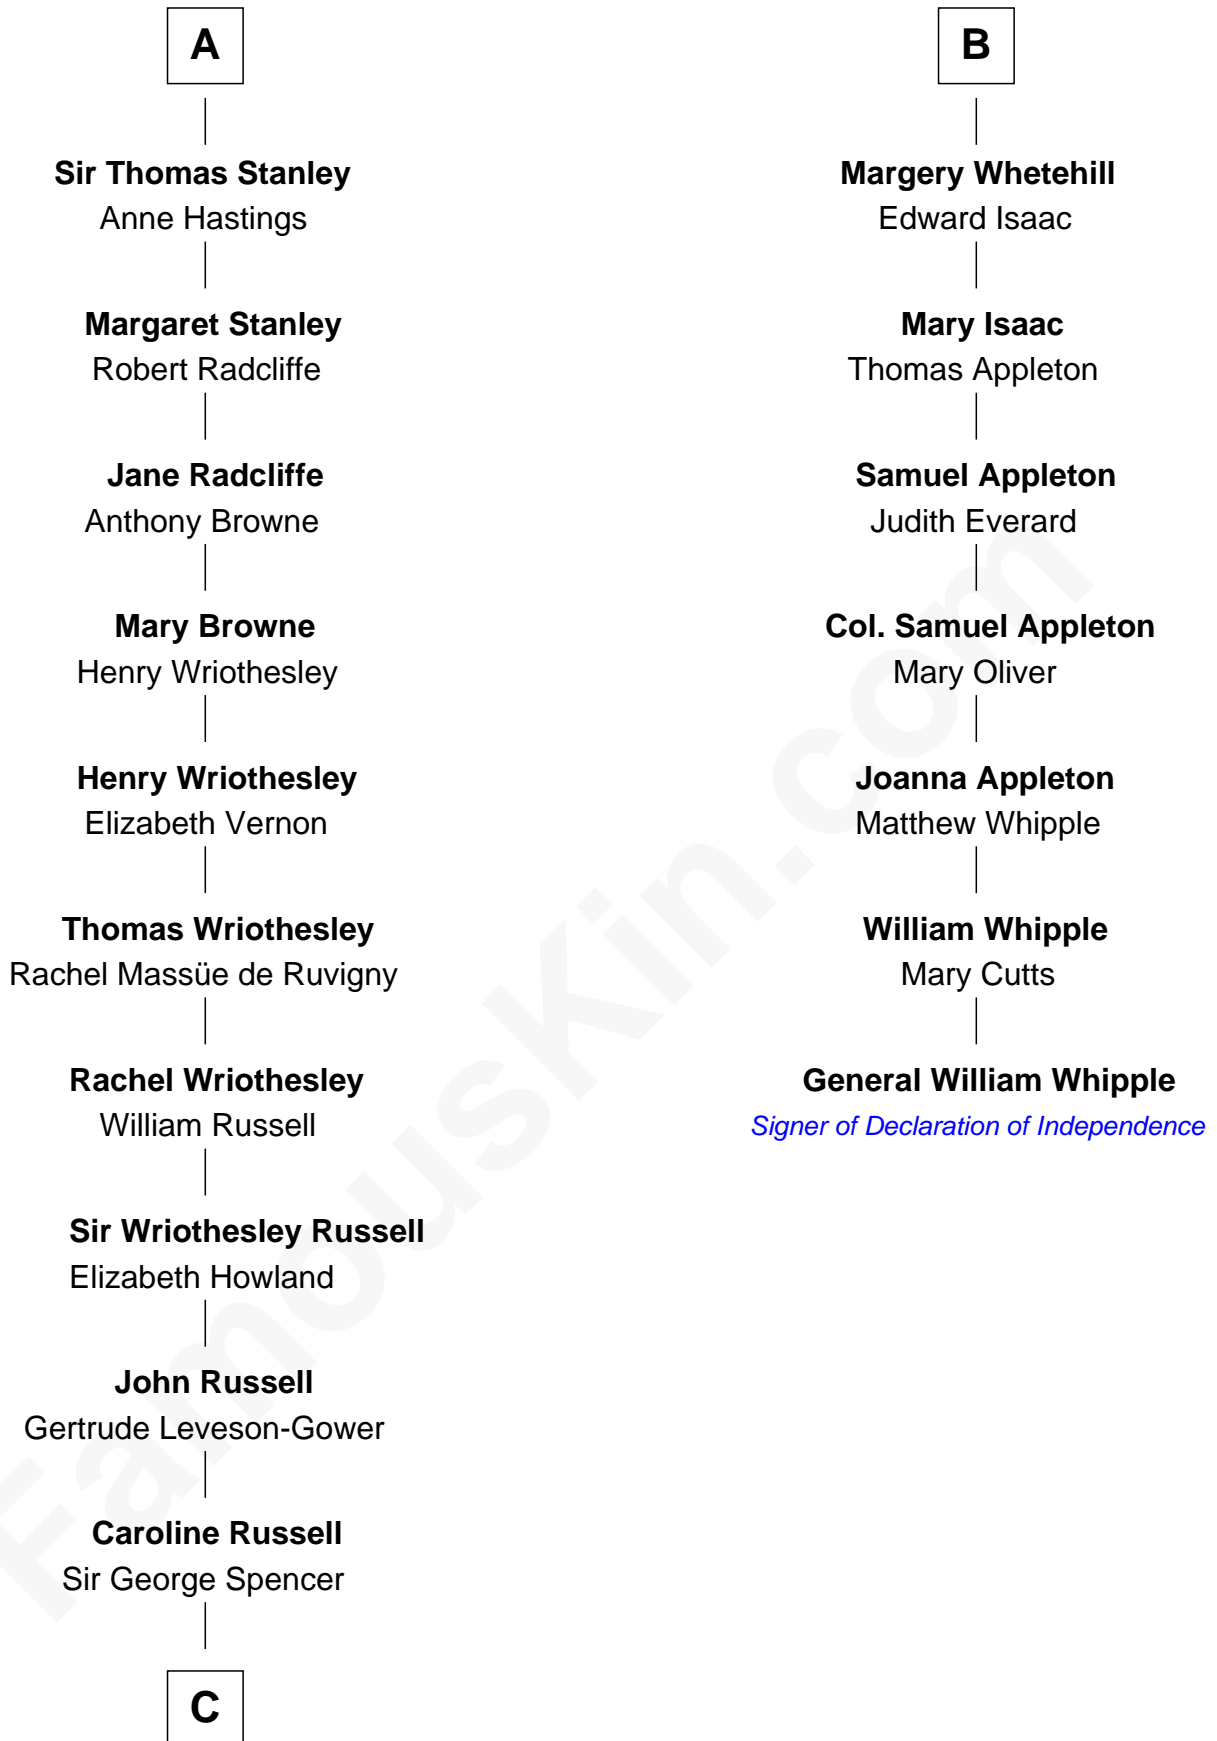 A
Sir Thomas Stanley
Anne Hastings
Margaret Stanley
Robert Radcliffe
Jane Radcliffe
Anthony Browne
Mary Browne
Henry Wriothesley
Henry Wriothesley
Elizabeth Vernon
Thomas Wriothesley
Rachel Massüe de Ruvigny
Rachel Wriothesley
William Russell
Sir Wriothesley Russell
Elizabeth Howland
John Russell
Gertrude Leveson-Gower
Caroline Russell
Sir George Spencer
C
B
Margery Whetehill
Edward Isaac
Mary Isaac
Thomas Appleton
Samuel Appleton
Judith Everard
Col. Samuel Appleton
Mary Oliver
Joanna Appleton
Matthew Whipple
William Whipple
Mary Cutts
General William Whipple
Signer of Declaration of Independence
FamousKin.com